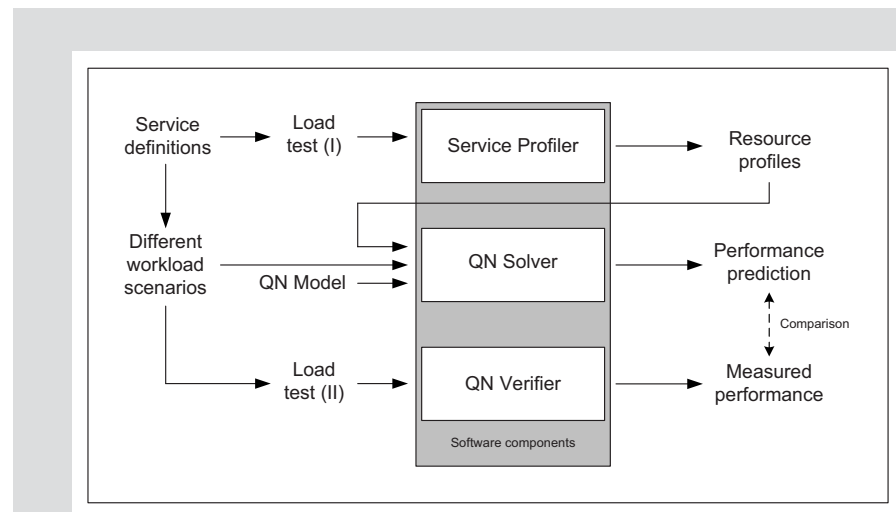 Service
definitions
Load
test (I)
Service Profiler
Resource
profiles
Different
workload
scenarios
QN Model
QN Solver
Performance
prediction
Comparison
Load
test (II)
QN Verifier
Measured
performance
Software components